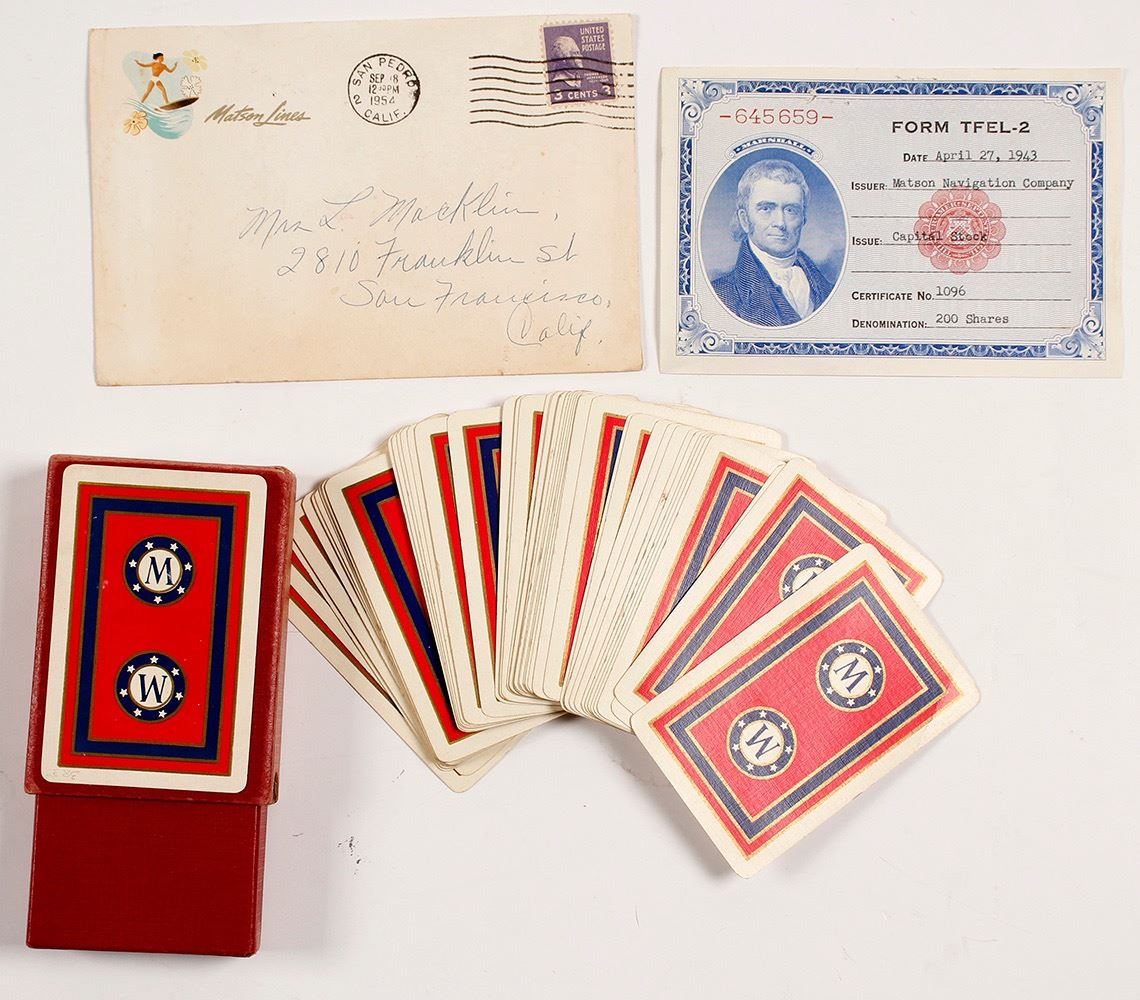 Matson Lines
SAN PEDRO
SEP 18
1954
2 CALIF.
UNITED
STATES
POSTAGE
3 CENTS 3
Mrs L. Macklin,
2810 Franklin St
San Francisco,
Calif.
-645659-
MARSHALL
FORM TFEL-2
DATE April 27, 1943
ISSUER: Matson Navigation Company
ISSUE: Capital Stock
CERTIFICATE NO. 1096
DENOMINATION: 200 Shares
M
M
M
M
M